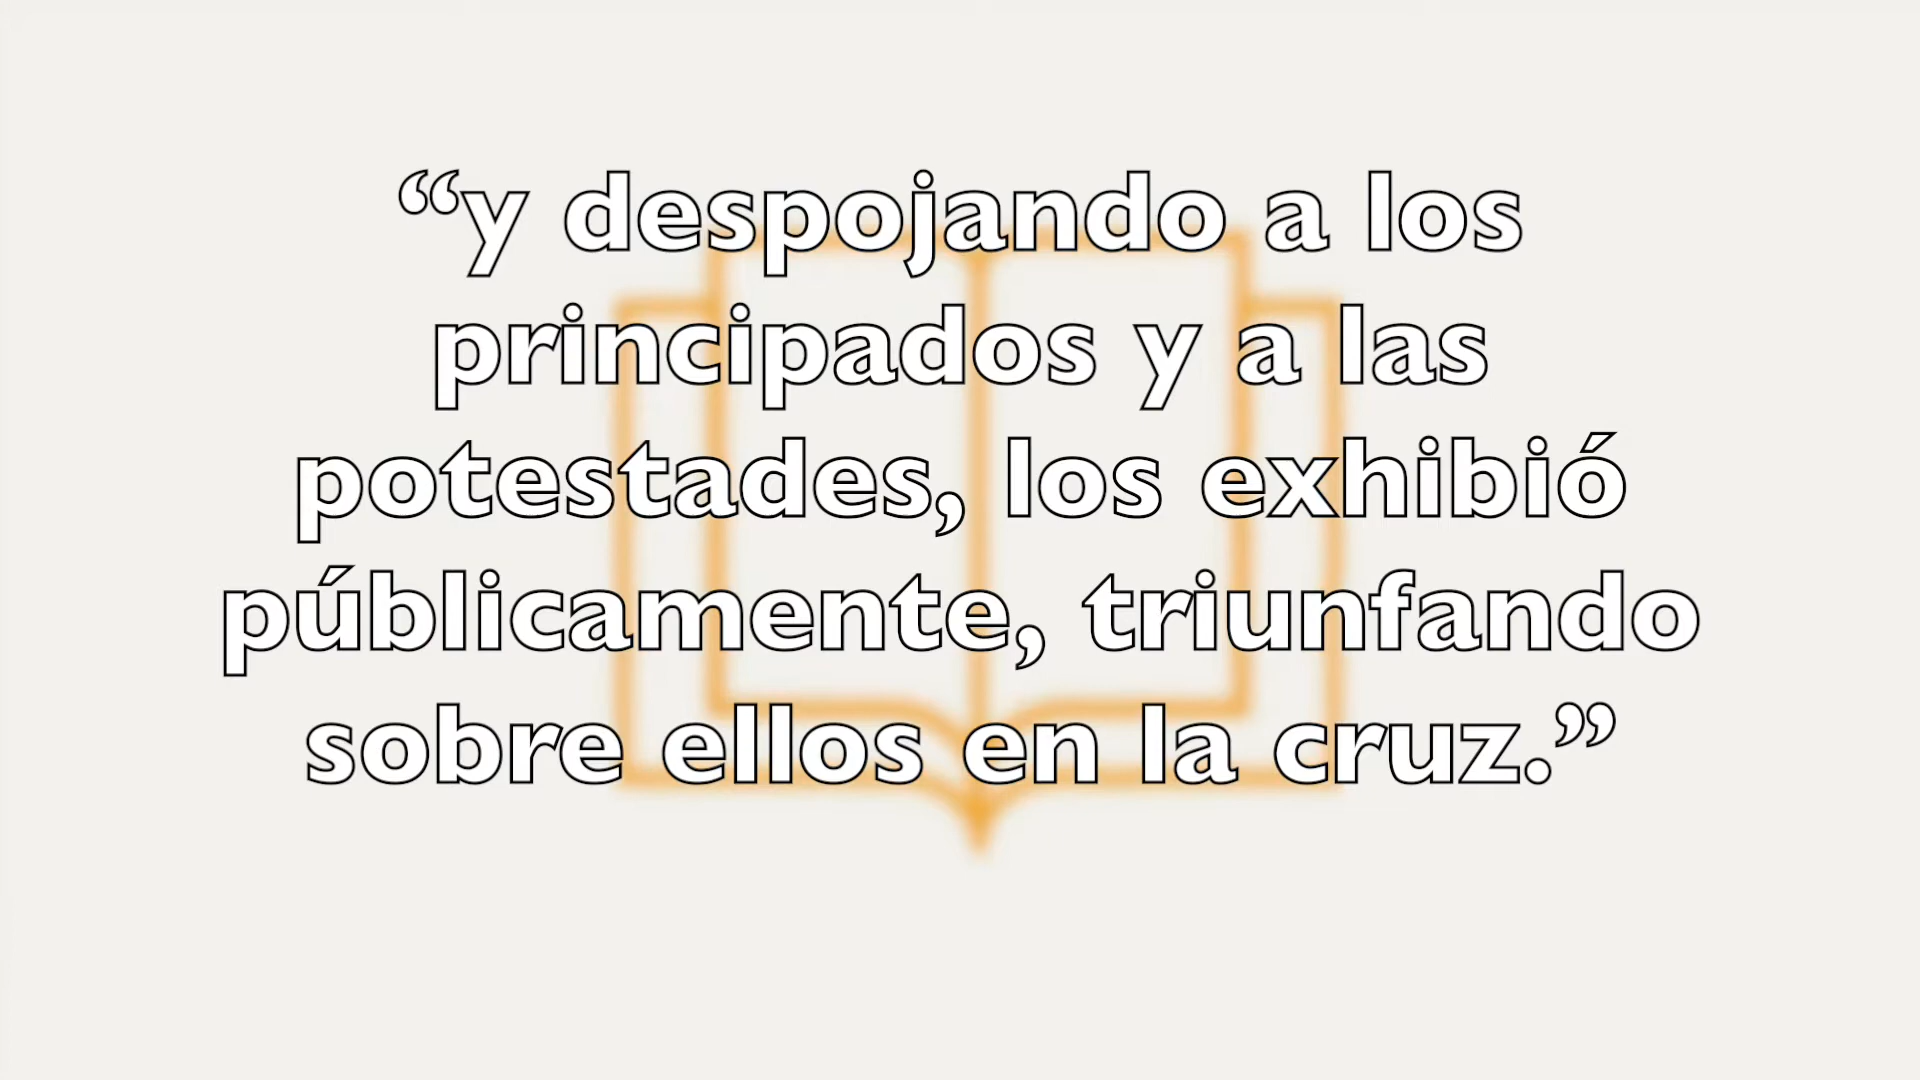 “y despojando a los
principados y a las
potestades, los exhibió
públicamente, triunfando
sobre ellos en la cruz.”